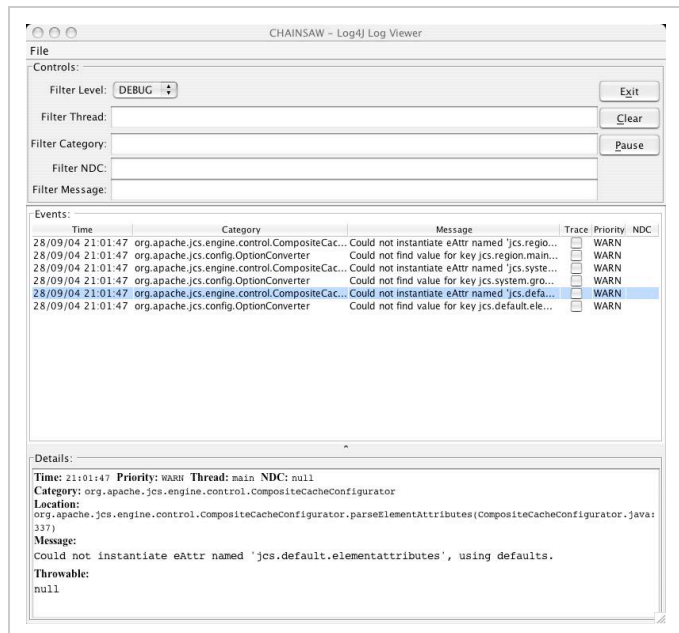 CHAINSAW - Log4J Log Viewer
File
Controls:
Filter Level: DEBUG Exit
Filter Thread: Clear
Filter Category: Pause
Filter NDC:
Filter Message:
Events:
Time Category Message Trace Priority NDC
28/09/04 21:01:47 org.apache.jcs.engine.control.CompositeCac... Could not instantiate eAttr named 'jcs.regio... WARN
28/09/04 21:01:47 org.apache.jcs.config.OptionConverter Could not find value for key jcs.region.main... WARN
28/09/04 21:01:47 org.apache.jcs.engine.control.CompositeCac... Could not instantiate eAttr named 'jcs.syste... WARN
28/09/04 21:01:47 org.apache.jcs.config.OptionConverter Could not find value for key jcs.system.gro... WARN
28/09/04 21:01:47 org.apache.jcs.engine.control.CompositeCac... Could not instantiate eAttr named 'jcs.defa... WARN
28/09/04 21:01:47 org.apache.jcs.config.OptionConverter Could not find value for key jcs.default.ele... WARN
Details:
Time: 21:01:47 Priority: WARN Thread: main NDC: null
Category: org.apache.jcs.engine.control.CompositeCacheConfigurator
Location:
org.apache.jcs.engine.control.CompositeCacheConfigurator.parseElementAttributes(CompositeCacheConfigurator.java:
337)
Message:
Could not instantiate eAttr named 'jcs.default.elementattributes', using defaults.
Throwable:
null